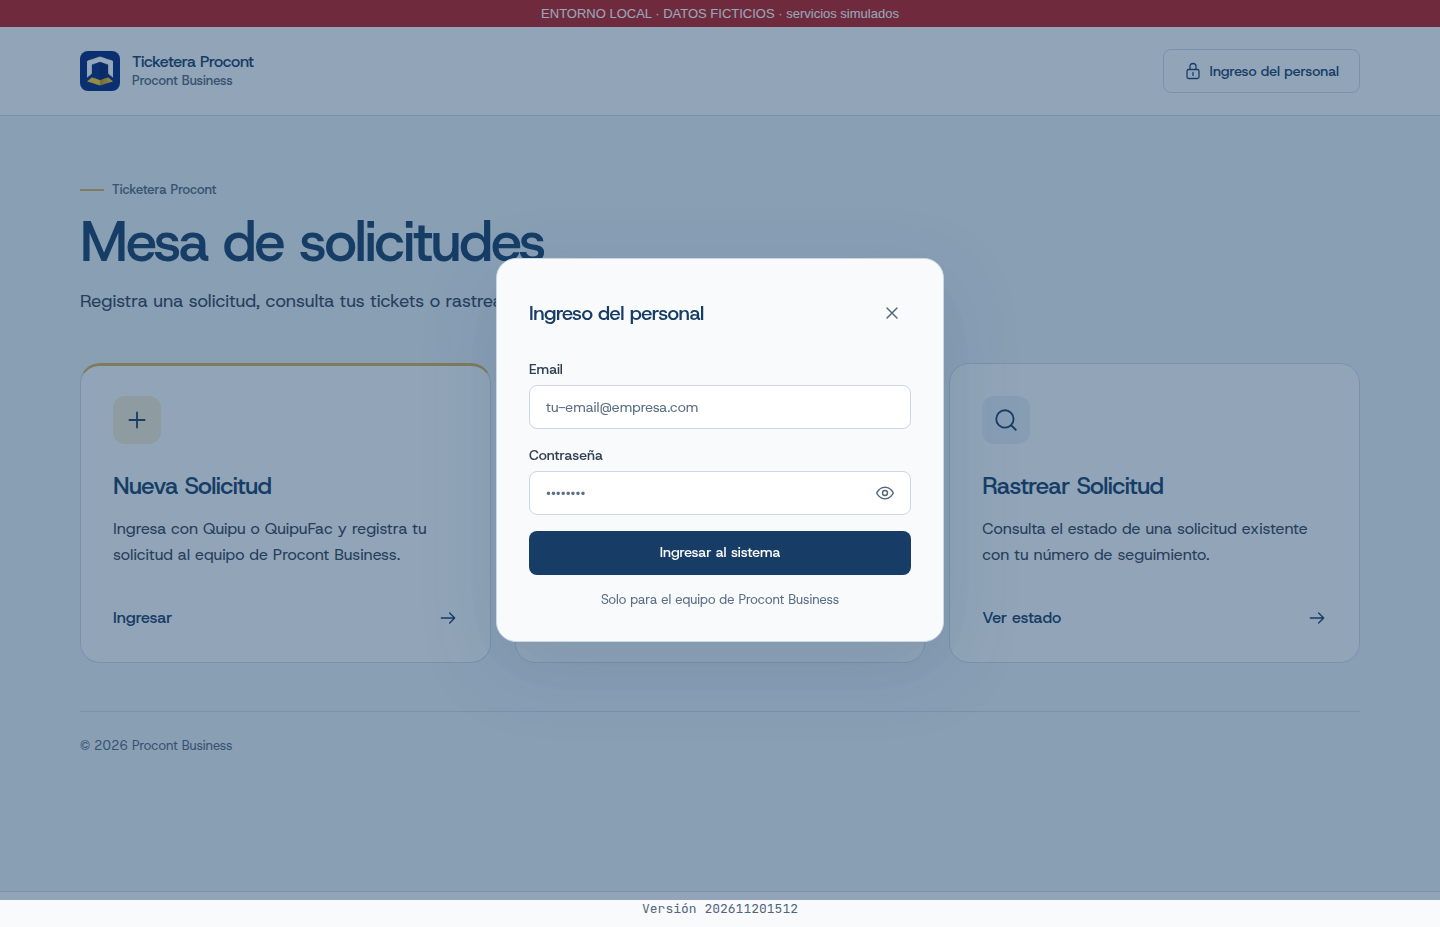 ENTORNO LOCAL · DATOS FICTICIOS · servicios simulados
Ticketera Procont
Procont Business
Ingreso del personal
Ticketera Procont
Mesa de solicitudes
Registra una solicitud, consulta tus tickets o
Ingreso del personal
Email
tu-email@empresa.com
Contraseña
••••••••
Ingresar al sistema
Solo para el equipo de Procont Business
Nueva Solicitud
Ingresa con Quipu o QuipuFac y registra tu
solicitud al equipo de Procont Business.
Ingresar
Rastrear Solicitud
Consulta el estado de una solicitud existente
con tu número de seguimiento.
Ver estado
© 2026 Procont Business
Versión 202611201512